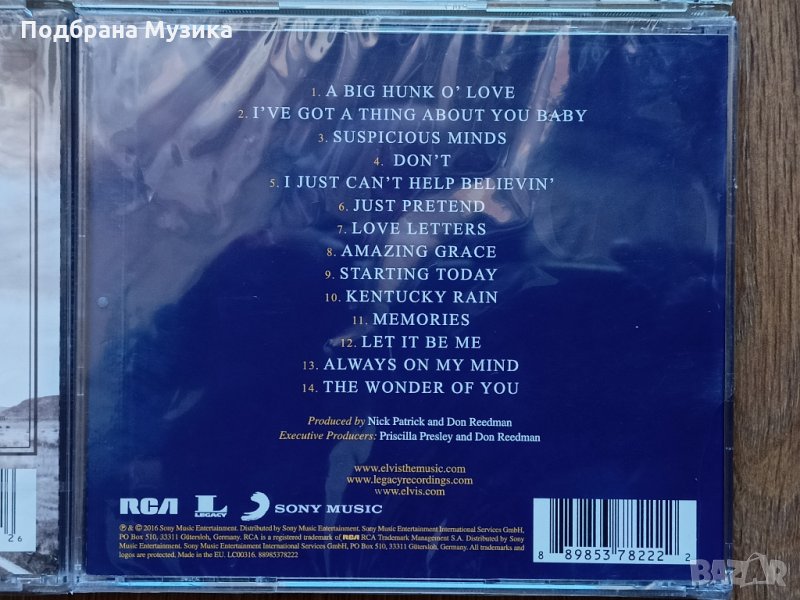 Подбрана Музика
1. A BIG HUNK O' LOVE
2. I'VE GOT A THING ABOUT YOU BABY
3. SUSPICIOUS MINDS
4. DON'T
5. I JUST CAN'T HELP BELIEVIN'
6. JUST PRETEND
7. LOVE LETTERS
8. AMAZING GRACE
9. STARTING TODAY
10. KENTUCKY RAIN
11. MEMORIES
12. LET IT BE ME
13. ALWAYS ON MY MIND
14. THE WONDER OF YOU
Produced by Nick Patrick and Don Reedman
Executive Producers: Priscilla Presley and Don Reedman
www.elvisthemusic.com
www.legacyrecordings.com
www.elvis.com
RCA L LEGACY SONY MUSIC
℗ & © 2016 Sony Music Entertainment. Distributed by Sony Music Entertainment. Sony Music Entertainment International Services GmbH,
PO Box 510, 33311 Gütersloh, Germany. RCA is a registered trademark of RCA RCA Trademark Management S.A. Distributed by Sony
Music Entertainment. Sony Music Entertainment International Services GmbH, PO Box 510, 33311 Gütersloh, Germany. All trademarks and
logos are protected. Made in the EU. LC00316. 88985378222
8 89853 78222 2
2 6
BAZAR